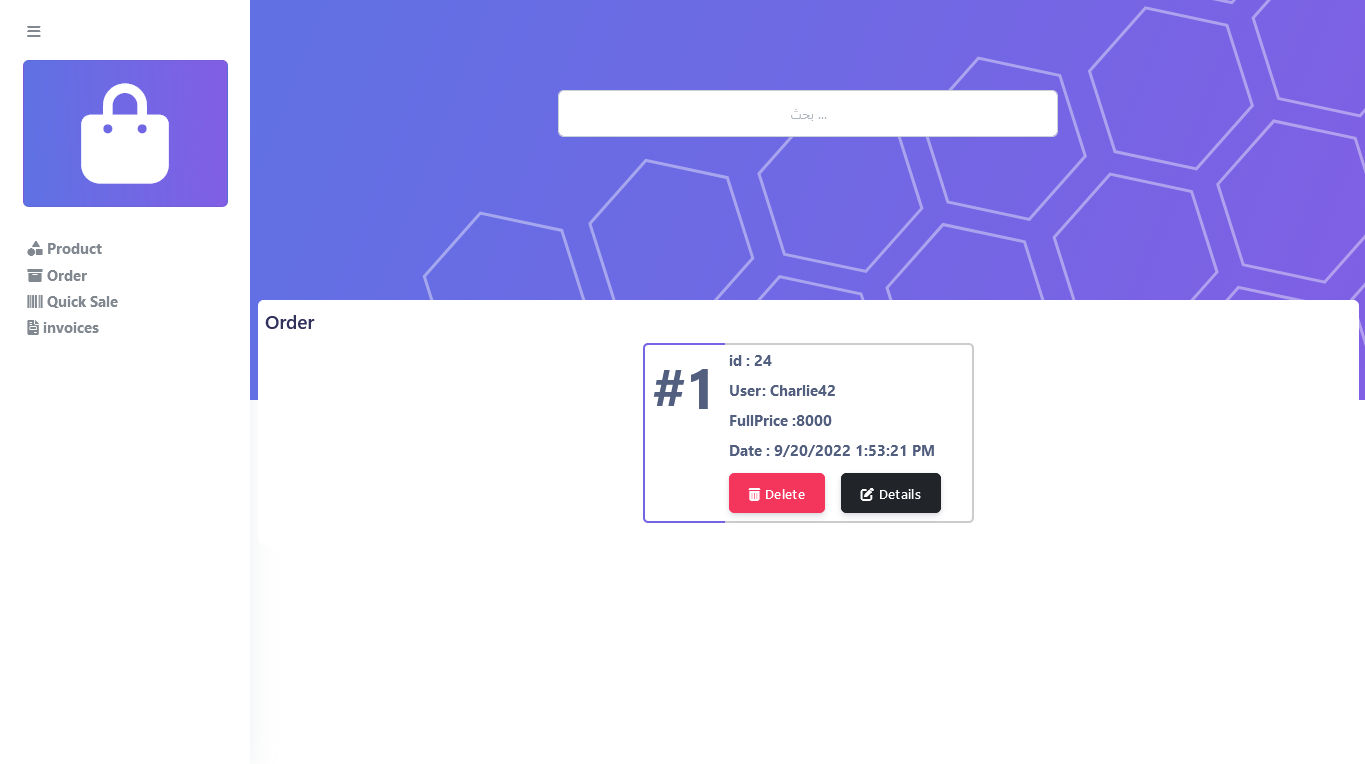 بحث ...
Product
Order
Quick Sale
invoices
Order
#1
id : 24
User: Charlie42
FullPrice :8000
Date : 9/20/2022 1:53:21 PM
Delete
Details